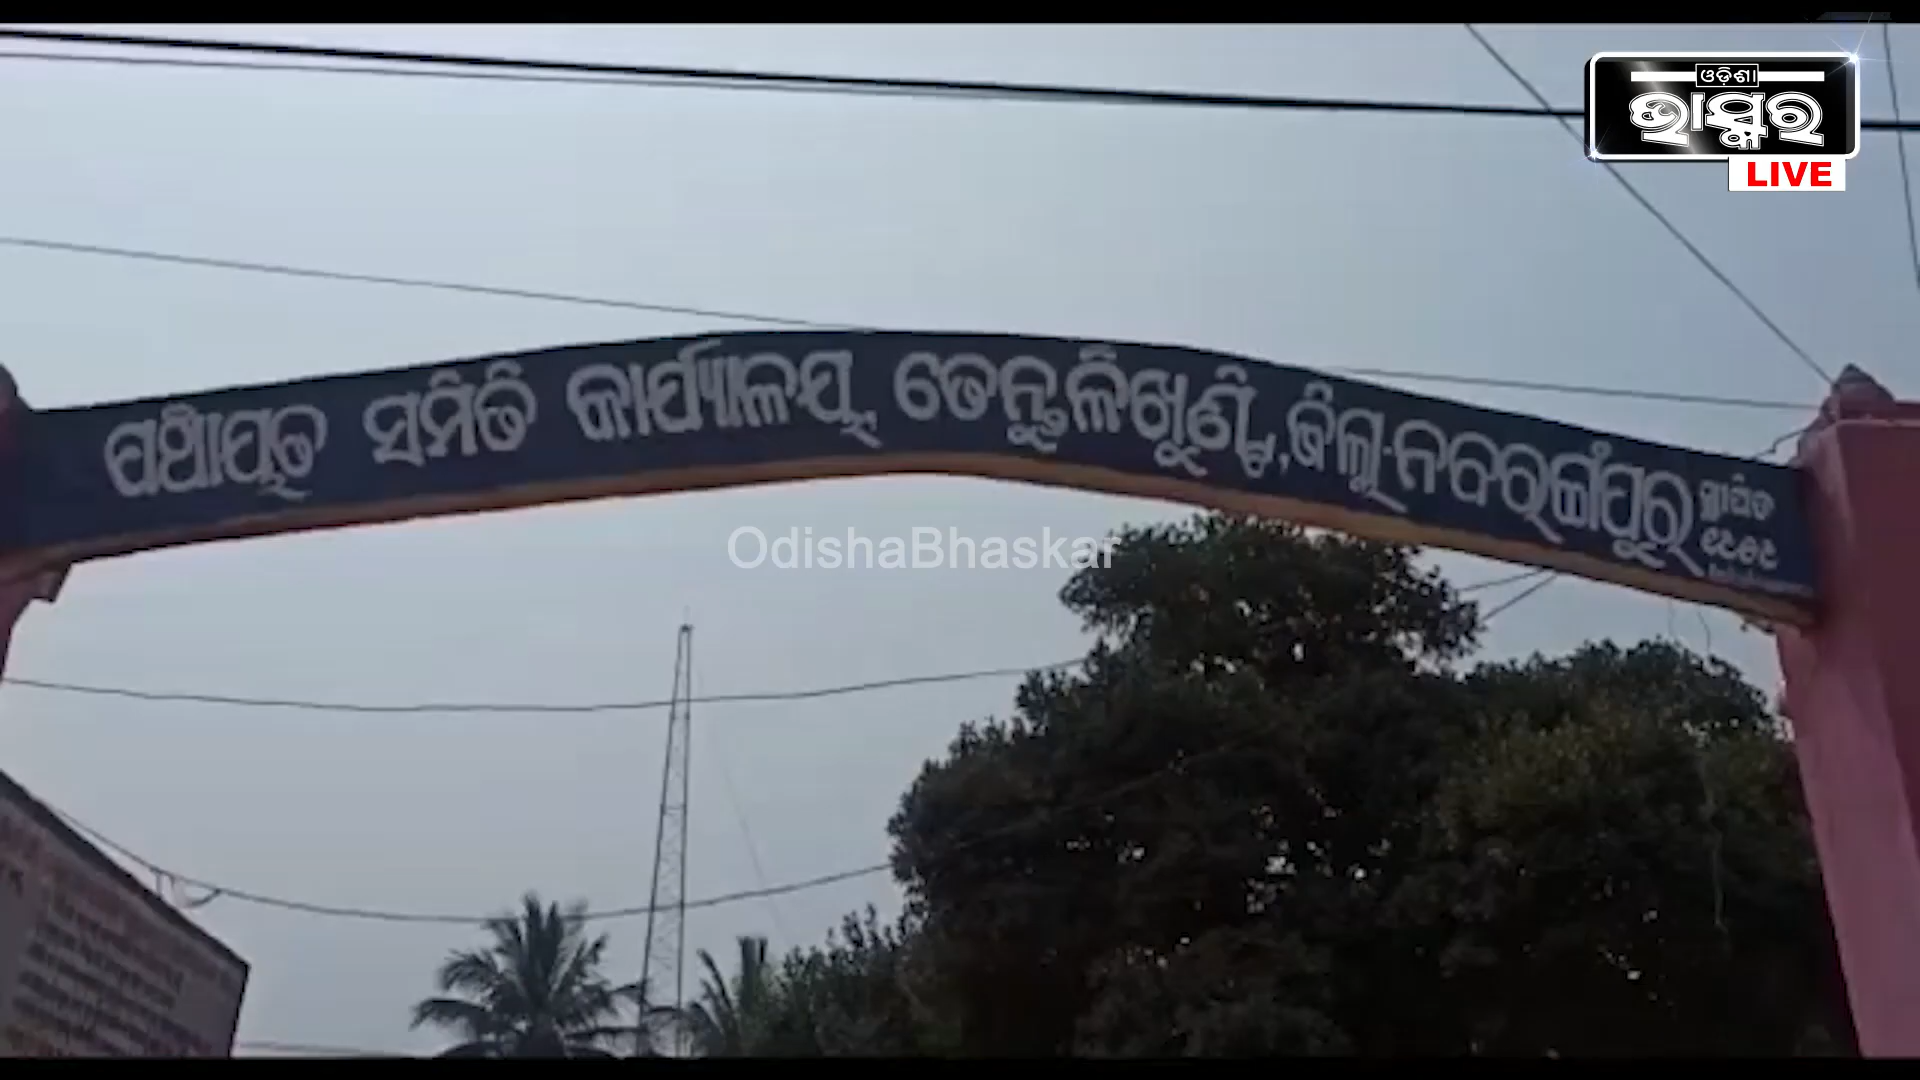 ଓଡ଼ିଶା
ଭାସ୍କର
LIVE
ପଞ୍ଚାୟତ ସମିତି କାର୍ଯ୍ୟାଳୟ, ତେନ୍ତୁଳିଖୁଣ୍ଟି, ଜିଲ୍ଲା-ନବରଙ୍ଗପୁର
ସ୍ଥାପିତ
OdishaBhaskar